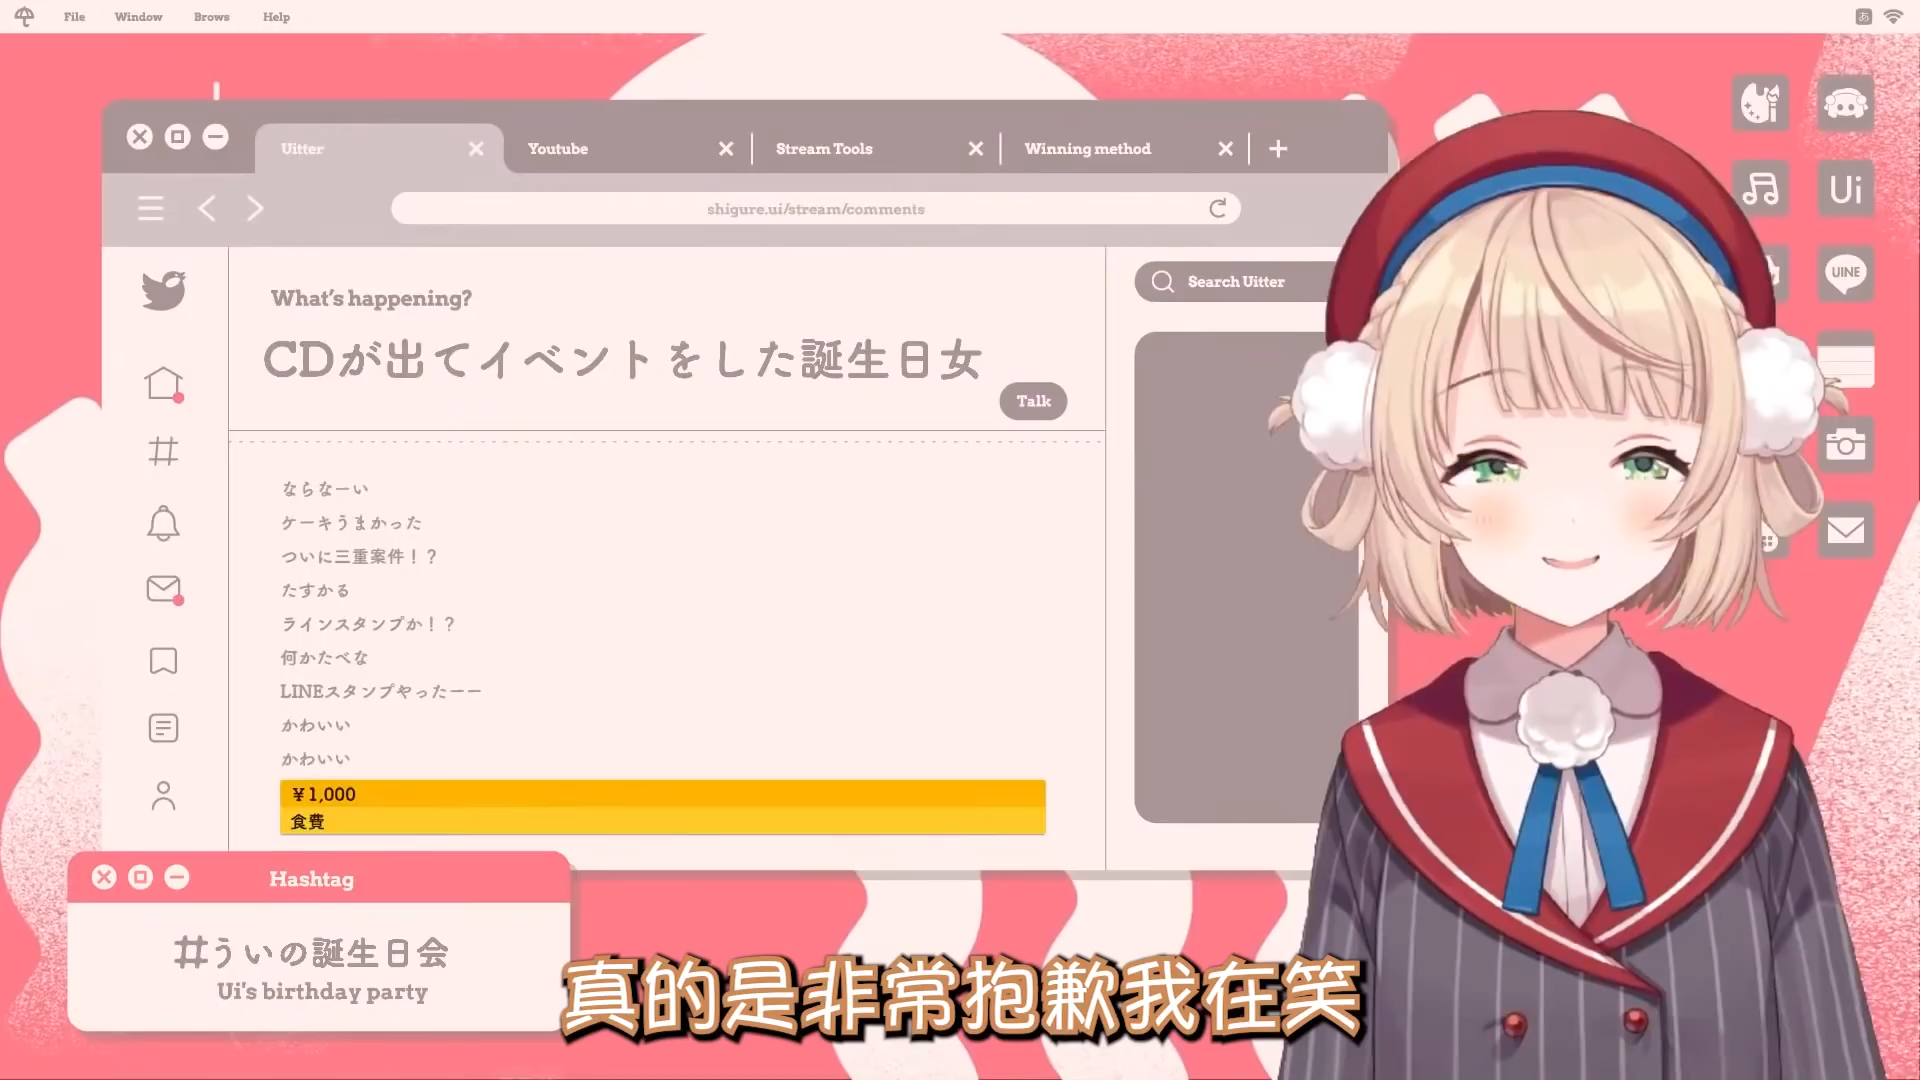 File Window Brows Help
あ
Uitter Youtube Stream Tools Winning method
shigure.ui/stream/comments
Ui
UINE
What's happening?
CDが出てイベントをした誕生日女
Talk
Search Uitter
ならなーい
ケーキうまかった
ついに三重案件！？
たすかる
ラインスタンプか！？
何かたべな
LINEスタンプやったーー
かわいい
かわいい
¥1,000
食費
Hashtag
#ういの誕生日会
Ui's birthday party
真的是非常抱歉我在笑